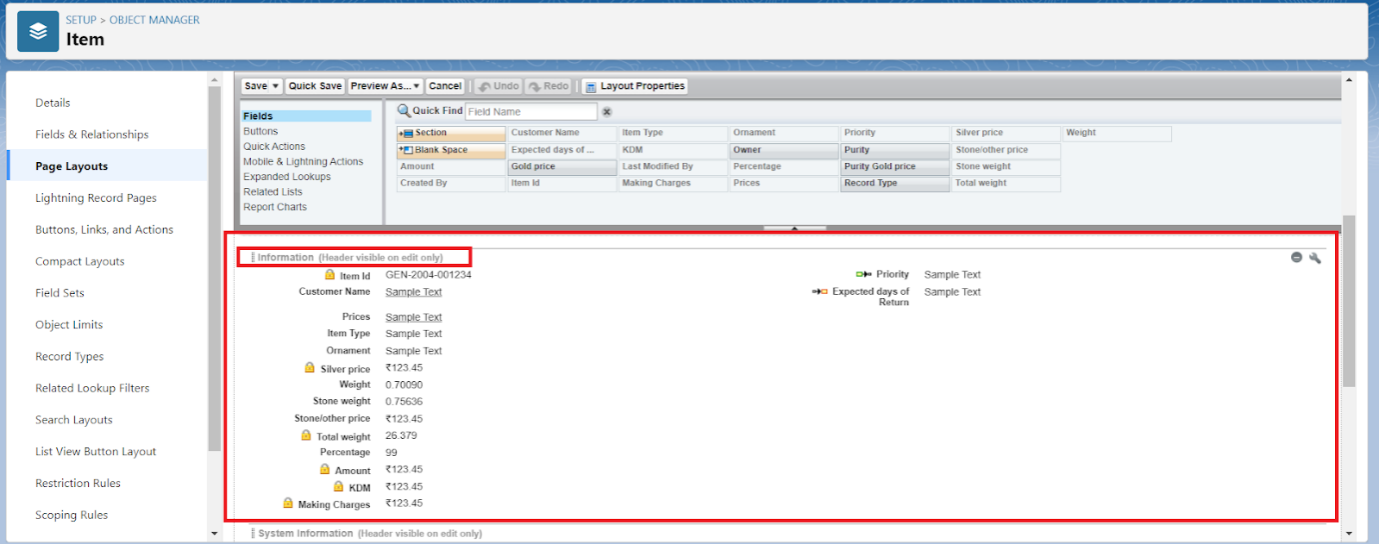 SETUP > OBJECT MANAGER
Item
Details
Fields & Relationships
Page Layouts
Lightning Record Pages
Buttons, Links, and Actions
Compact Layouts
Field Sets
Object Limits
Record Types
Related Lookup Filters
Search Layouts
List View Button Layout
Restriction Rules
Scoping Rules
Save Quick Save Preview As... Cancel Undo Redo Layout Properties
Fields
Buttons
Quick Actions
Mobile & Lightning Actions
Expanded Lookups
Related Lists
Report Charts
Quick Find Field Name
Section Customer Name Item Type Ornament Priority Silver price Weight
Blank Space Expected days of ... KDM Owner Purity Stone/other price
Amount Gold price Last Modified By Percentage Purity Gold price Stone weight
Created By Item Id Making Charges Prices Record Type Total weight
Information (Header visible on edit only)
Item Id GEN-2004-001234
Customer Name Sample Text
Prices Sample Text
Item Type Sample Text
Ornament Sample Text
Silver price ₹123.45
Weight 0.70090
Stone weight 0.75636
Stone/other price ₹123.45
Total weight 26.379
Percentage 99
Amount ₹123.45
KDM ₹123.45
Making Charges ₹123.45
Priority Sample Text
Expected days of Sample Text
Return
System Information (Header visible on edit only)